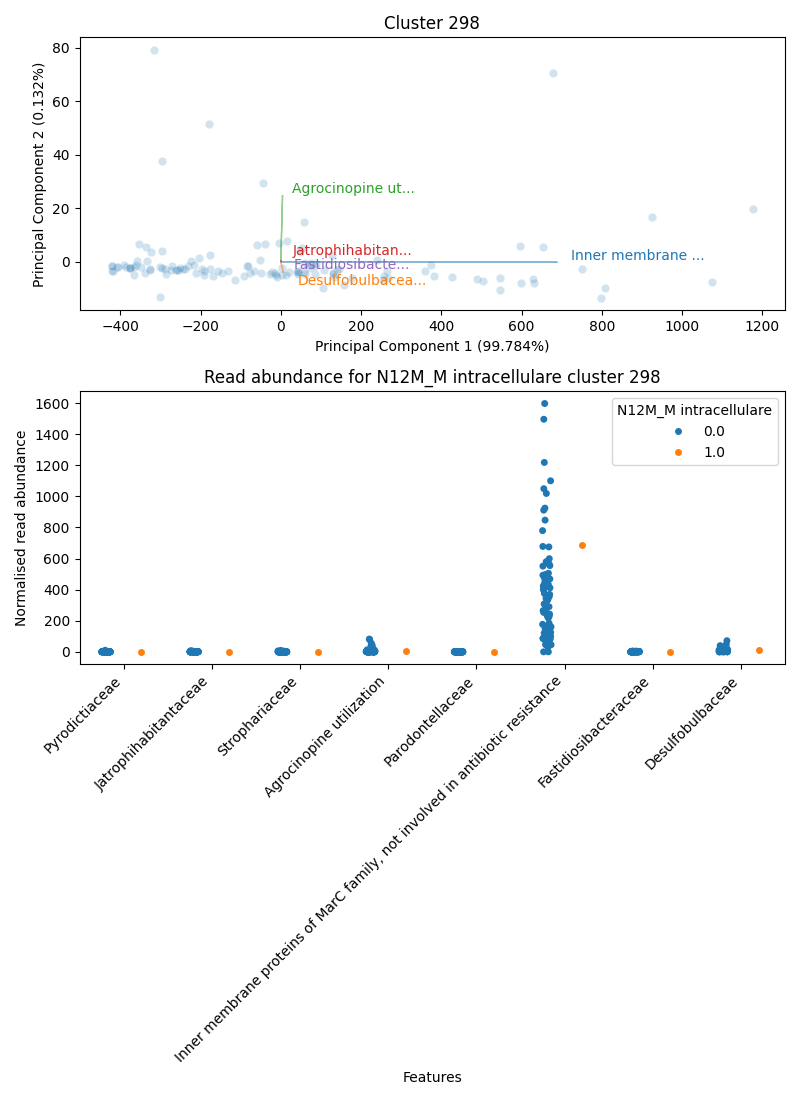 Cluster 298
80
60
40
20
0
Principal Component 2 (0.132%)
Agrocinopine ut...
Jatrophihabitan...
Fastidiosibacte...
Desulfobulbacea...
Inner membrane ...
−400
−200
0
200
400
600
800
1000
1200
Principal Component 1 (99.784%)
Read abundance for N12M_M intracellulare cluster 298
1600
1400
1200
1000
800
600
400
200
0
Normalised read abundance
N12M_M intracellulare
0.0
1.0
Pyrodictiaceae
Jatrophihabitantaceae
Strophariaceae
Agrocinopine utilization
Parodontellaceae
Inner membrane proteins of MarC family, not involved in antibiotic resistance
Fastidiosibacteraceae
Desulfobulbaceae
Features